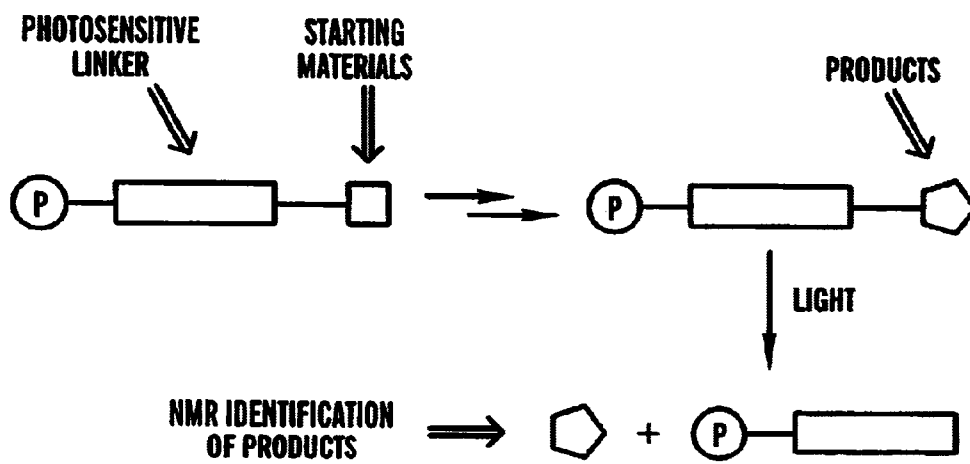 PHOTOSENSITIVE
LINKER
STARTING
MATERIALS
PRODUCTS
P
P
LIGHT
NMR IDENTIFICATION
OF PRODUCTS
+
P